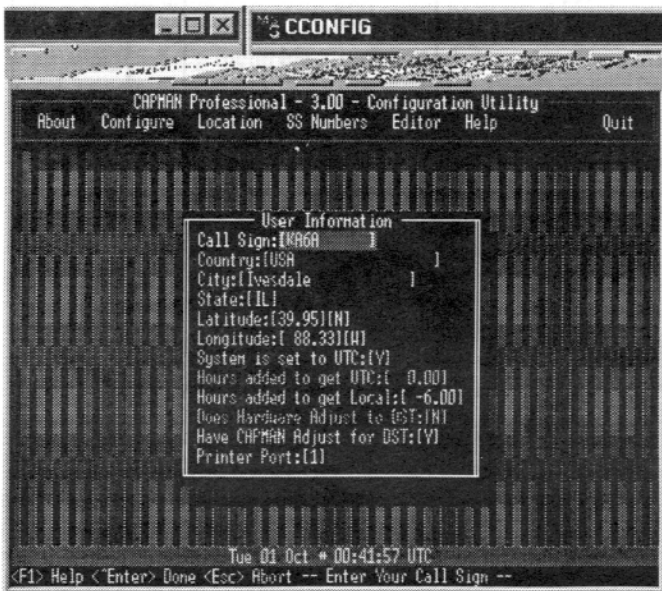 CCONFIG
CAPMAN Professional - 3.00 - Configuration Utility
About Configure Location SS Numbers Editor Help Quit
User Information
Call Sign:[KA6A ]
Country:[USA ]
City:[Ivesdale ]
State:[IL]
Latitude:[39.95][N]
Longitude:[ 88.33][W]
System is set to UTC:[Y]
Hours added to get UTC:[ 0.00]
Hours added to get Local:[ -6.00]
Does Hardware Adjust to DST:[N]
Have CAPMAN Adjust for DST:[Y]
Printer Port:[1]
Tue 01 Oct * 00:41:57 UTC
<F1> Help <^Enter> Done <Esc> Abort -- Enter Your Call Sign --